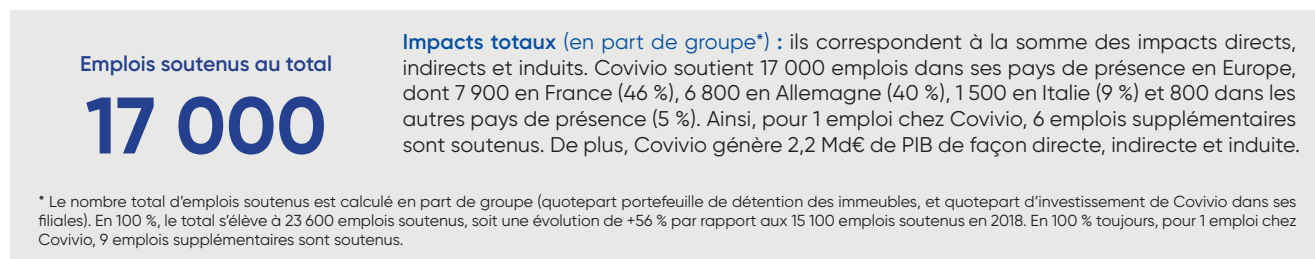 Emplois soutenus au total
17 000
Impacts totaux (en part de groupe*) : ils correspondent à la somme des impacts directs,
indirects et induits. Covivio soutient 17 000 emplois dans ses pays de présence en Europe,
dont 7 900 en France (46 %), 6 800 en Allemagne (40 %), 1 500 en Italie (9 %) et 800 dans les
autres pays de présence (5 %). Ainsi, pour 1 emploi chez Covivio, 6 emplois supplémentaires
sont soutenus. De plus, Covivio génère 2,2 Md€ de PIB de façon directe, indirecte et induite.
* Le nombre total d’emplois soutenus est calculé en part de groupe (quotepart portefeuille de détention des immeubles, et quotepart d’investissement de Covivio dans ses
filiales). En 100 %, le total s’élève à 23 600 emplois soutenus, soit une évolution de +56 % par rapport aux 15 100 emplois soutenus en 2018. En 100 % toujours, pour 1 emploi chez
Covivio, 9 emplois supplémentaires sont soutenus.